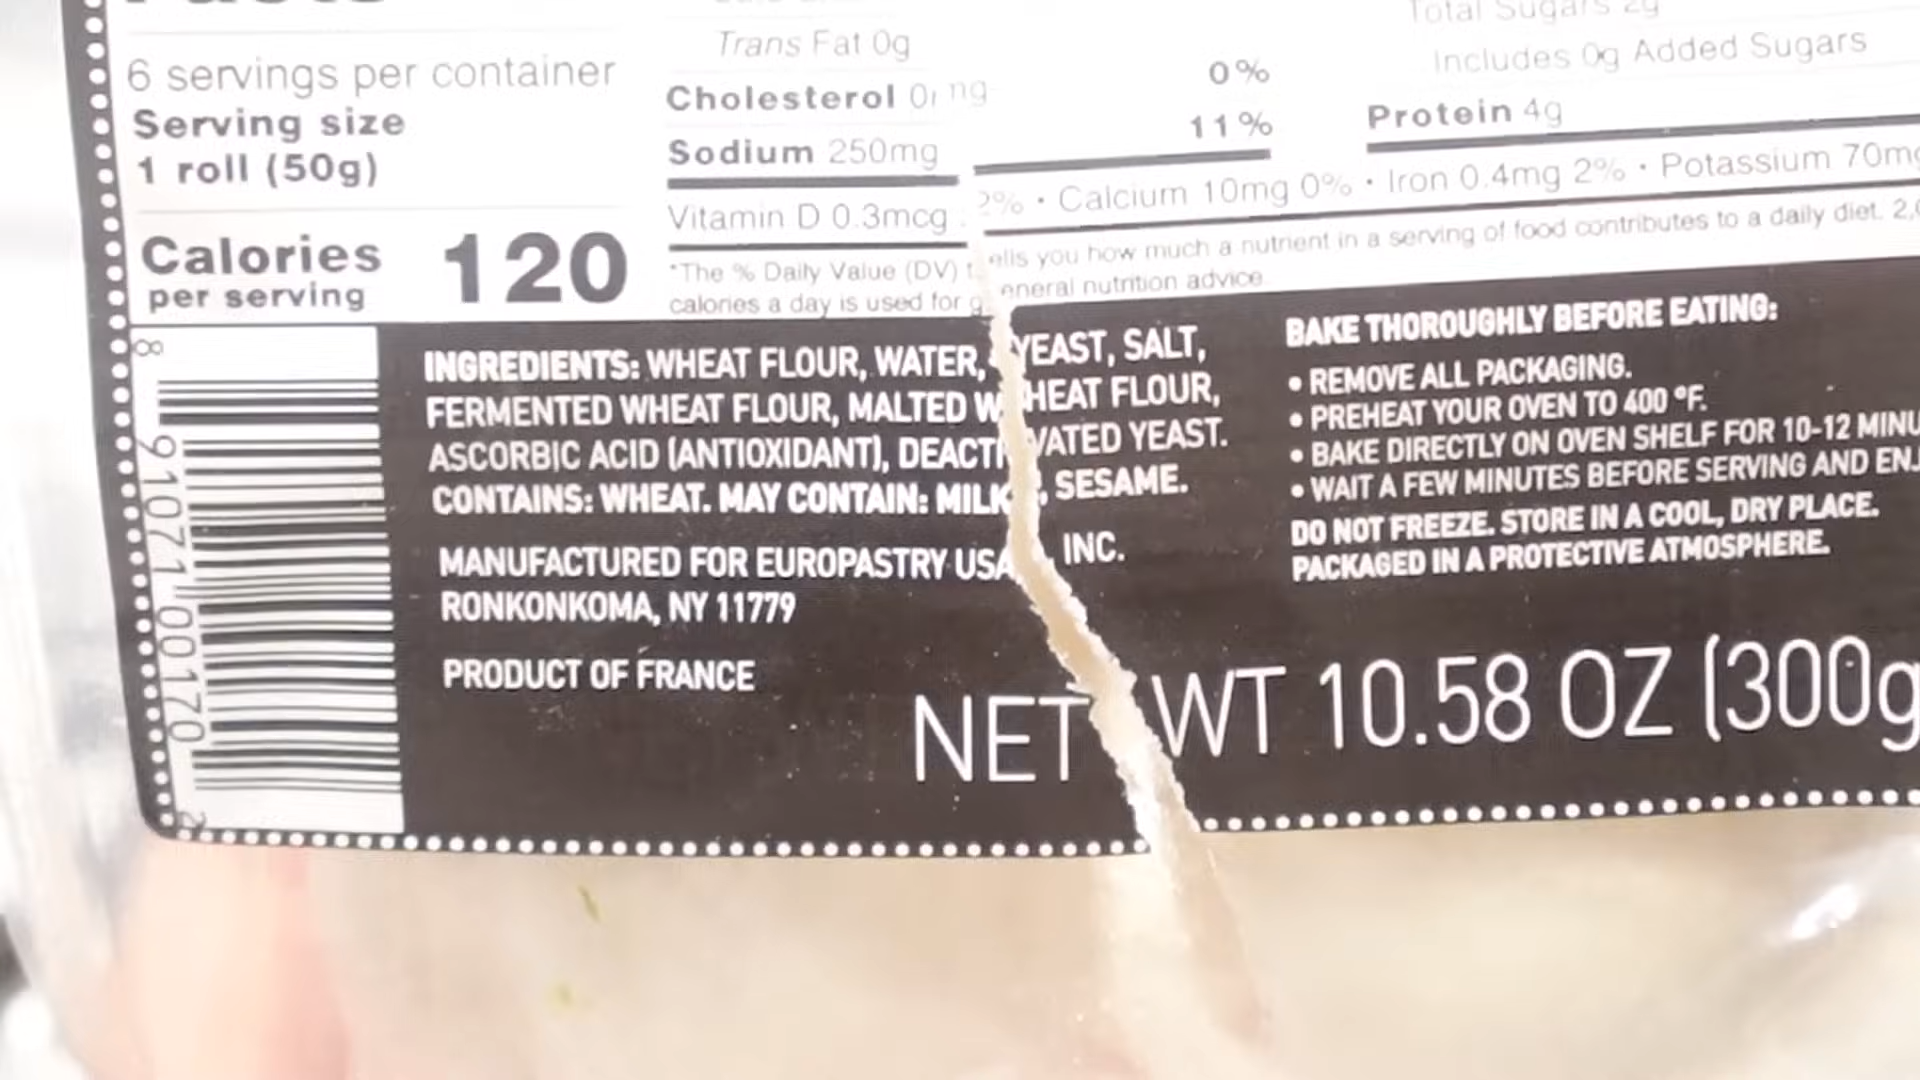 6 servings per container
Serving size
1 roll (50g)
Calories 120
per serving
Trans Fat 0g
Cholesterol 0mg 0%
Sodium 250mg 11%
Total Sugars 2g
Includes 0g Added Sugars
Protein 4g
Vitamin D 0.3mcg 2% • Calcium 10mg 0% • Iron 0.4mg 2% • Potassium 70mg
*The % Daily Value (DV) tells you how much a nutrient in a serving of food contributes to a daily diet.
calories a day is used for general nutrition advice.
8 91071 00170 2
INGREDIENTS: WHEAT FLOUR, WATER, YEAST, SALT,
FERMENTED WHEAT FLOUR, MALTED WHEAT FLOUR,
ASCORBIC ACID (ANTIOXIDANT), DEACTIVATED YEAST.
CONTAINS: WHEAT. MAY CONTAIN: MILK, SESAME.
MANUFACTURED FOR EUROPASTRY USA, INC.
RONKONKOMA, NY 11779
PRODUCT OF FRANCE
BAKE THOROUGHLY BEFORE EATING:
• REMOVE ALL PACKAGING.
• PREHEAT YOUR OVEN TO 400 ºF.
• BAKE DIRECTLY ON OVEN SHELF FOR 10-12
• WAIT A FEW MINUTES BEFORE SERVING AND
DO NOT FREEZE. STORE IN A COOL, DRY PLACE.
PACKAGED IN A PROTECTIVE ATMOSPHERE.
NET WT 10.58 OZ (300g